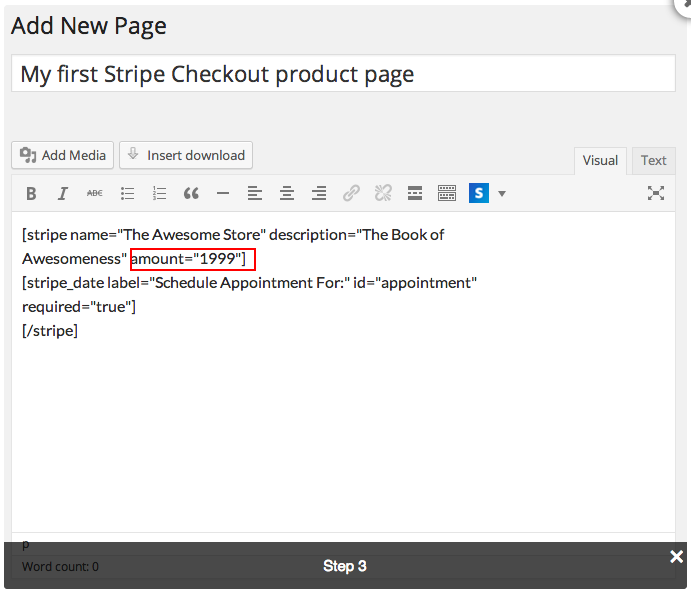 Add New Page
My first Stripe Checkout product page
Add Media Insert download
Visual Text
B I ABC S
[stripe name="The Awesome Store" description="The Book of
Awesomeness" amount="1999"]
[stripe_date label="Schedule Appointment For:" id="appointment"
required="true"]
[/stripe]
p
Word count: 0
Step 3